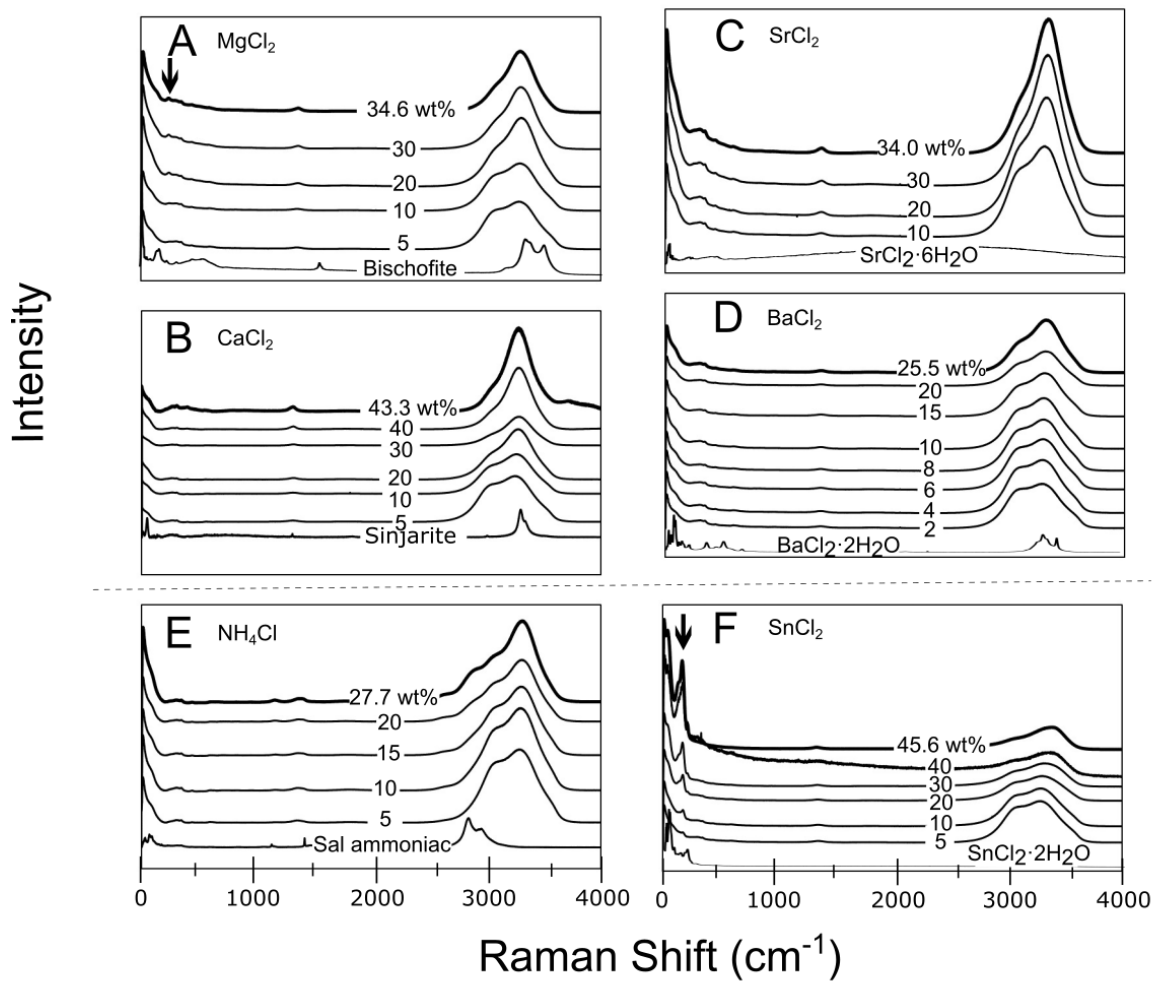 Intensity
A MgCl2
34.6 wt%
30
20
10
5
Bischofite
B CaCl2
43.3 wt%
40
30
20
10
5
Sinjarite
C SrCl2
34.0 wt%
30
20
10
SrCl2·6H2O
D BaCl2
25.5 wt%
20
15
10
8
6
4
2
BaCl2·2H2O
E NH4Cl
27.7 wt%
20
15
10
5
Sal ammoniac
0 1000 2000 3000 4000
F SnCl2
45.6 wt%
40
30
20
10
5
SnCl2·2H2O
0 1000 2000 3000 4000
Raman Shift (cm-1)